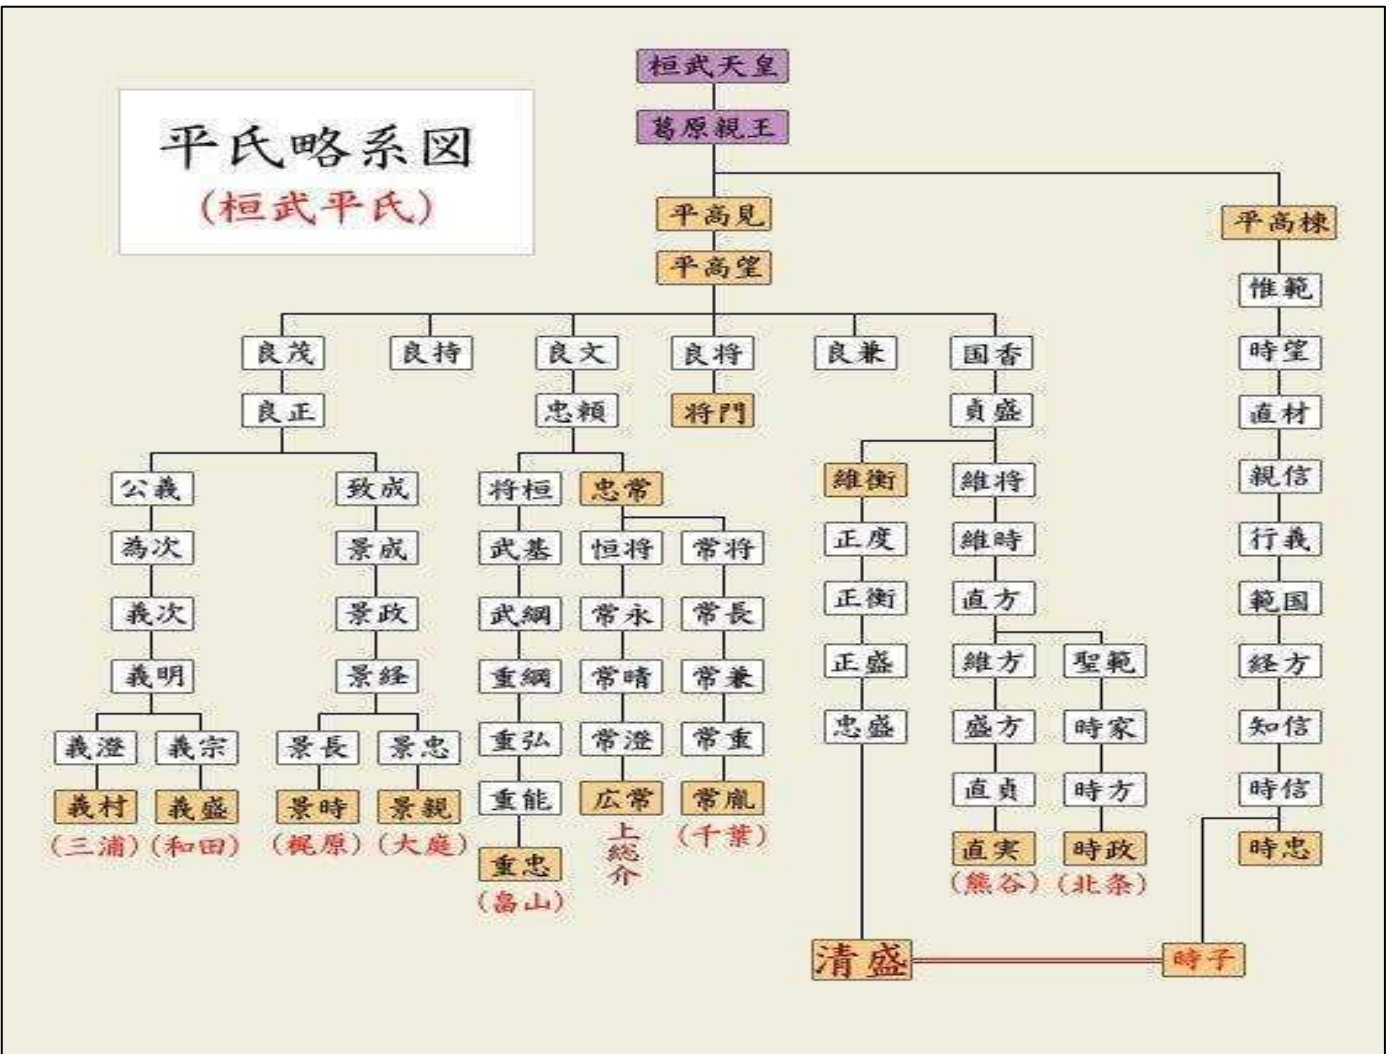 桓武天皇
葛原親王
平氏略系図
(桓武平氏)
平高見
平高棟
平高望
惟範
良茂
良持
良文
良将
良兼
国香
時望
良正
忠頼
将門
貞盛
直材
公義
致成
将桓
忠常
維衡
維将
親信
為次
景成
武基
恒将
常将
正度
維時
行義
義次
景政
武綱
常永
常長
正衡
直方
範国
義明
景経
重綱
常晴
常兼
正盛
維方
聖範
経方
義澄
義宗
景長
景忠
重弘
常澄
常重
忠盛
盛方
時家
知信
義村
義盛
景時
景親
重能
広常
常胤
直貞
時方
時信
(三浦)
(和田)
(梶原)
(大庭)
重忠
上総介
(千葉)
直実
時政
時忠
(畠山)
(熊谷)
(北条)
清盛
時子